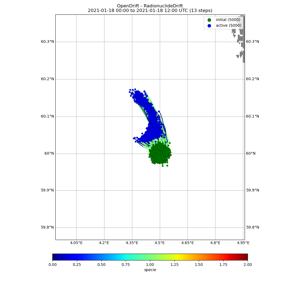 OpenDrift - RadionuclideDrift
2021-01-18 00:00 to 2021-01-18 12:00 UTC (13 steps)
initial (5000)
active (5000)
60.3°N
60.3°N
60.2°N
60.2°N
60.1°N
60.1°N
60°N
60°N
59.9°N
59.9°N
59.8°N
59.8°N
4.05°E
4.2°E
4.35°E
4.5°E
4.65°E
4.8°E
4.95°E
0.00
0.25
0.50
0.75
1.00
1.25
1.50
1.75
2.00
specie